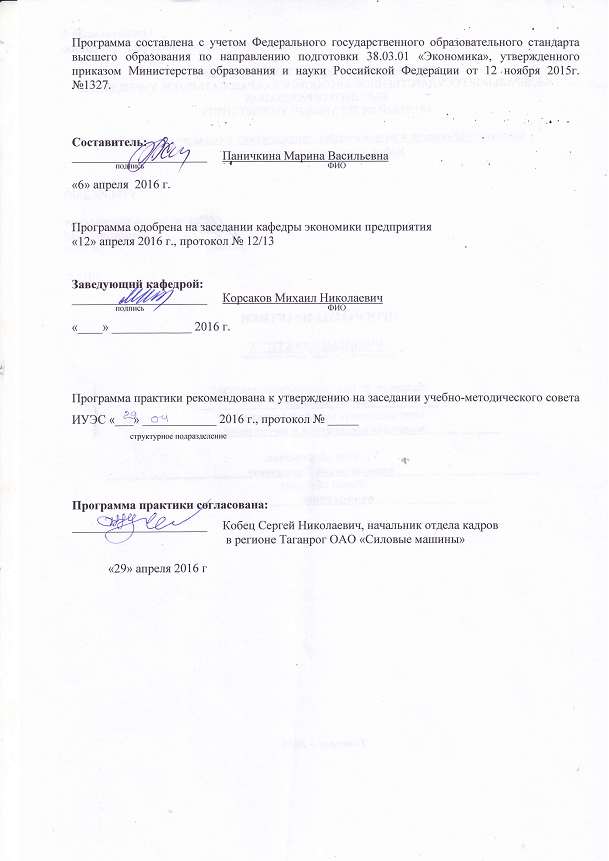 Программа составлена с учетом Федерального государственного образовательного стандарта
высшего образования по направлению подготовки 38.03.01 «Экономика», утвержденного
приказом Министерства образования и науки Российской Федерации от 12 ноября 2015г.
№1327.
Составитель:
Паничкина Марина Васильевна
подпись ФИО
«6» апреля 2016 г.
Программа одобрена на заседании кафедры экономики предприятия
«12» апреля 2016 г., протокол № 12/13
Заведующий кафедрой:
Корсаков Михаил Николаевич
подпись ФИО
«____» _____________ 2016 г.
Программа практики рекомендована к утверждению на заседании учебно-методического совета
ИУЭС «29» 04 2016 г., протокол № _____
структурное подразделение
Программа практики согласована:
Кобец Сергей Николаевич, начальник отдела кадров
в регионе Таганрог ОАО «Силовые машины»
«29» апреля 2016 г